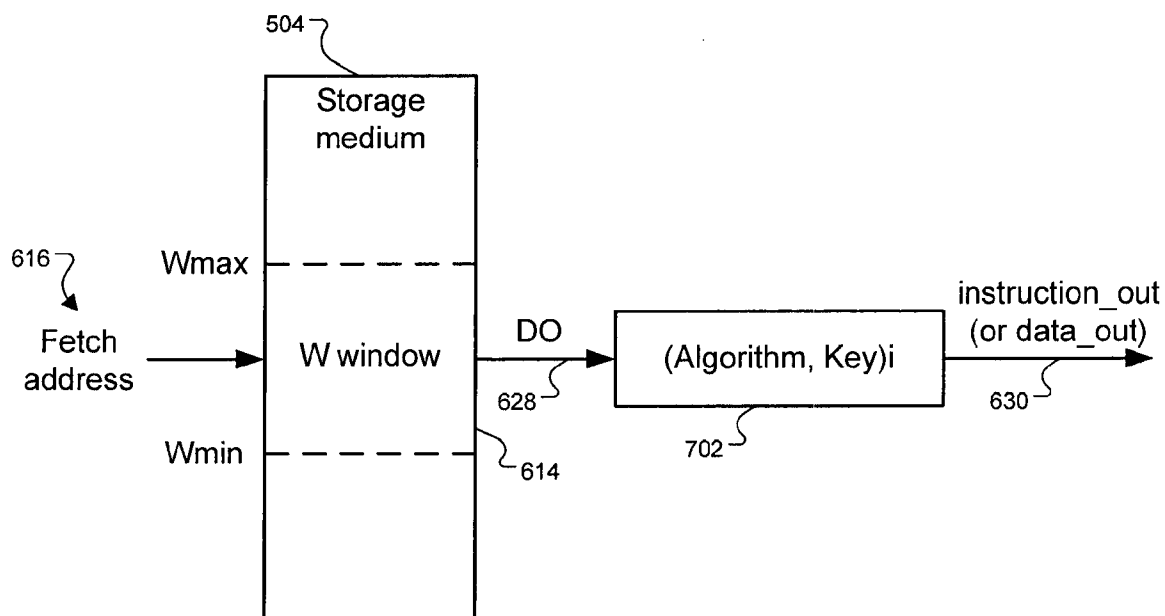 504
Storage
medium
616
Wmax
Fetch
address
W window
DO
628
(Algorithm, Key)i
702
instruction_out
(or data_out)
630
Wmin
614